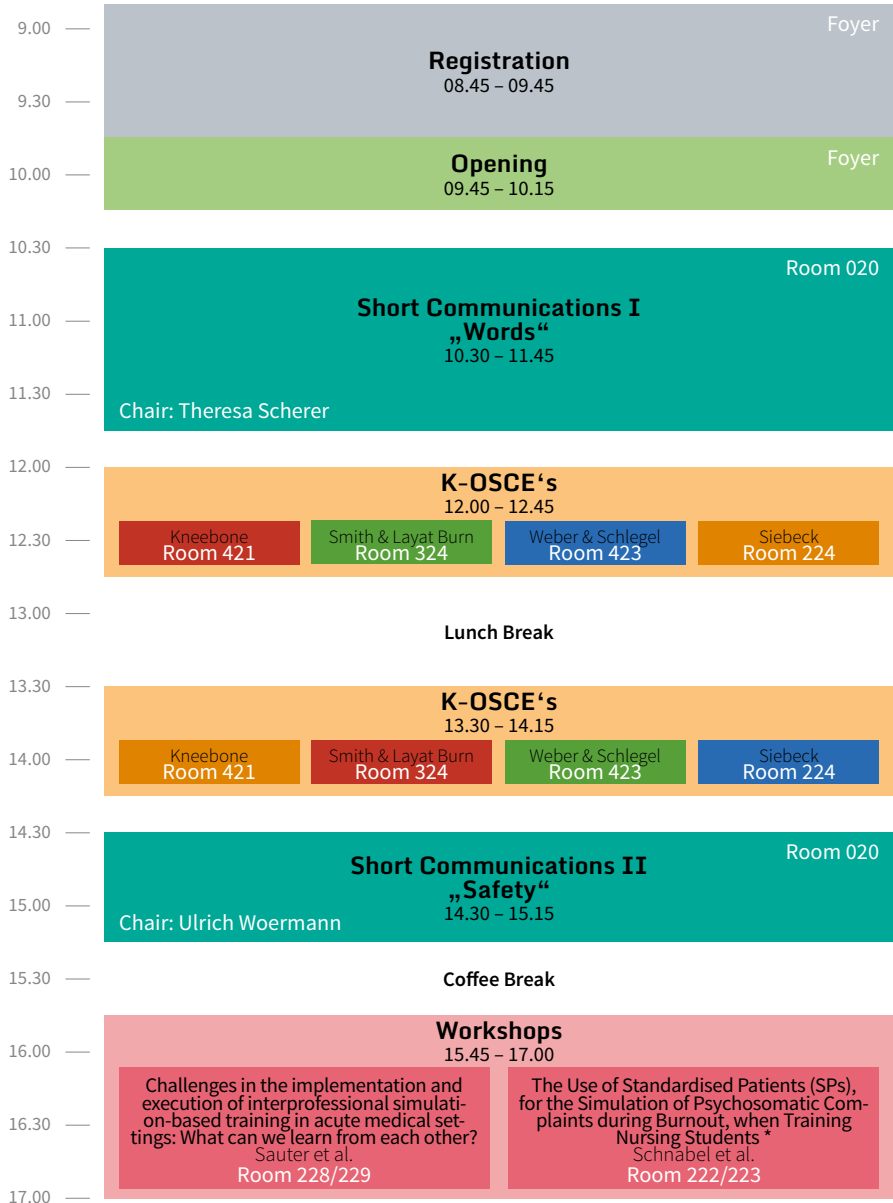 9.00
Foyer
Registration
08.45 – 09.45
9.30
Foyer
Opening
10.00
09.45 – 10.15
10.30
Room 020
Short Communications I
11.00
„Words“
10.30 – 11.45
11.30
Chair: Theresa Scherer
12.00
K-OSCE‘s
12.00 – 12.45
12.30
Kneebone
Room 421
Smith & Layat Burn
Room 324
Weber & Schlegel
Room 423
Siebeck
Room 224
13.00
Lunch Break
13.30
K-OSCE‘s
13.30 – 14.15
14.00
Kneebone
Room 421
Smith & Layat Burn
Room 324
Weber & Schlegel
Room 423
Siebeck
Room 224
14.30
Room 020
Short Communications II
„Safety“
15.00
14.30 – 15.15
Chair: Ulrich Woermann
15.30
Coffee Break
Workshops
16.00
15.45 – 17.00
Challenges in the implementation and
execution of interprofessional simulati-
on-based training in acute medical set-
tings: What can we learn from each other?
Sauter et al.
Room 228/229
16.30
The Use of Standardised Patients (SPs),
for the Simulation of Psychosomatic Com-
plaints during Burnout, when Training
Nursing Students *
Schnabel et al.
Room 222/223
17.00